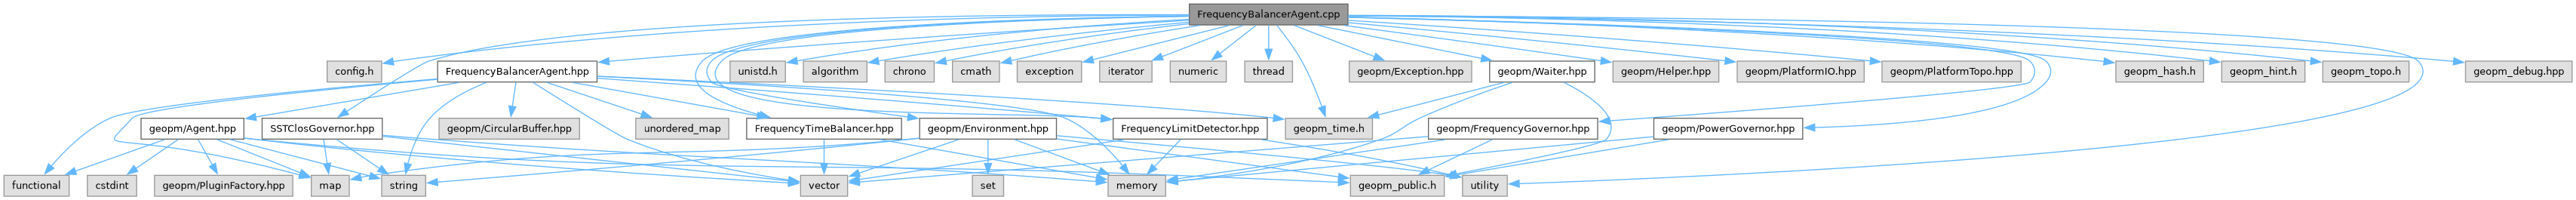 FrequencyBalancerAgent.cpp
config.h
FrequencyBalancerAgent.hpp
unistd.h
algorithm
chrono
cmath
exception
iterator
numeric
thread
geopm/Exception.hpp
geopm/Waiter.hpp
geopm/Helper.hpp
geopm/PlatformIO.hpp
geopm/PlatformTopo.hpp
geopm_hash.h
geopm_hint.h
geopm_topo.h
geopm_debug.hpp
geopm/Agent.hpp
SSTClosGovernor.hpp
geopm/CircularBuffer.hpp
unordered_map
FrequencyTimeBalancer.hpp
geopm/Environment.hpp
FrequencyLimitDetector.hpp
geopm_time.h
geopm/FrequencyGovernor.hpp
geopm/PowerGovernor.hpp
functional
cstdint
geopm/PluginFactory.hpp
map
string
vector
set
memory
geopm_public.h
utility